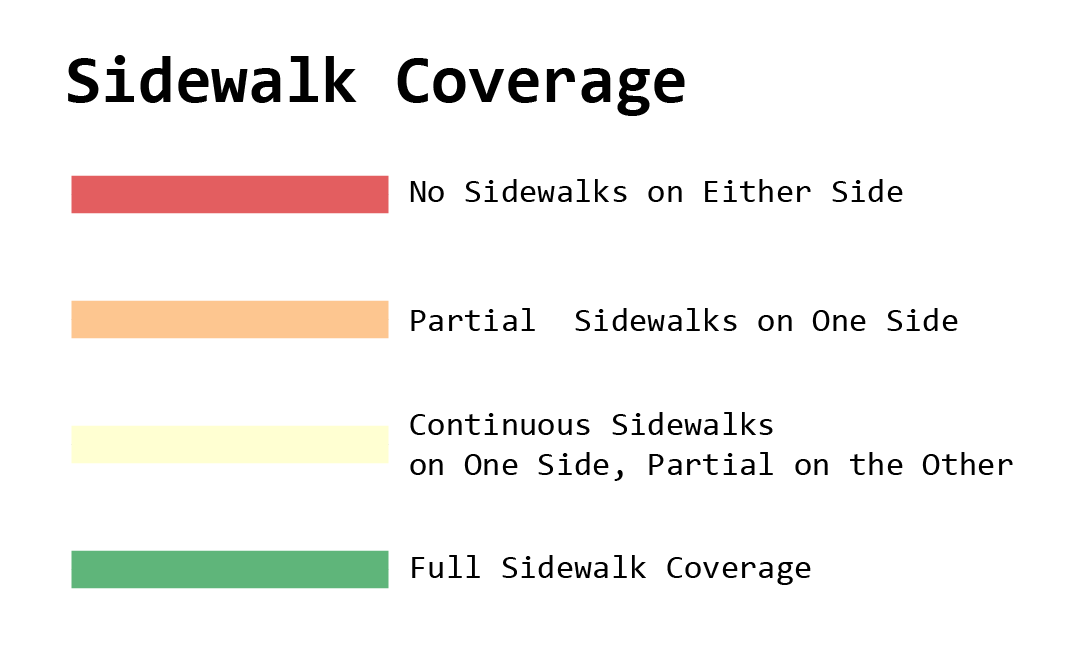 Sidewalk Coverage
No Sidewalks on Either Side
Partial  Sidewalks on One Side
Continuous Sidewalks
on One Side, Partial on the Other
Full Sidewalk Coverage